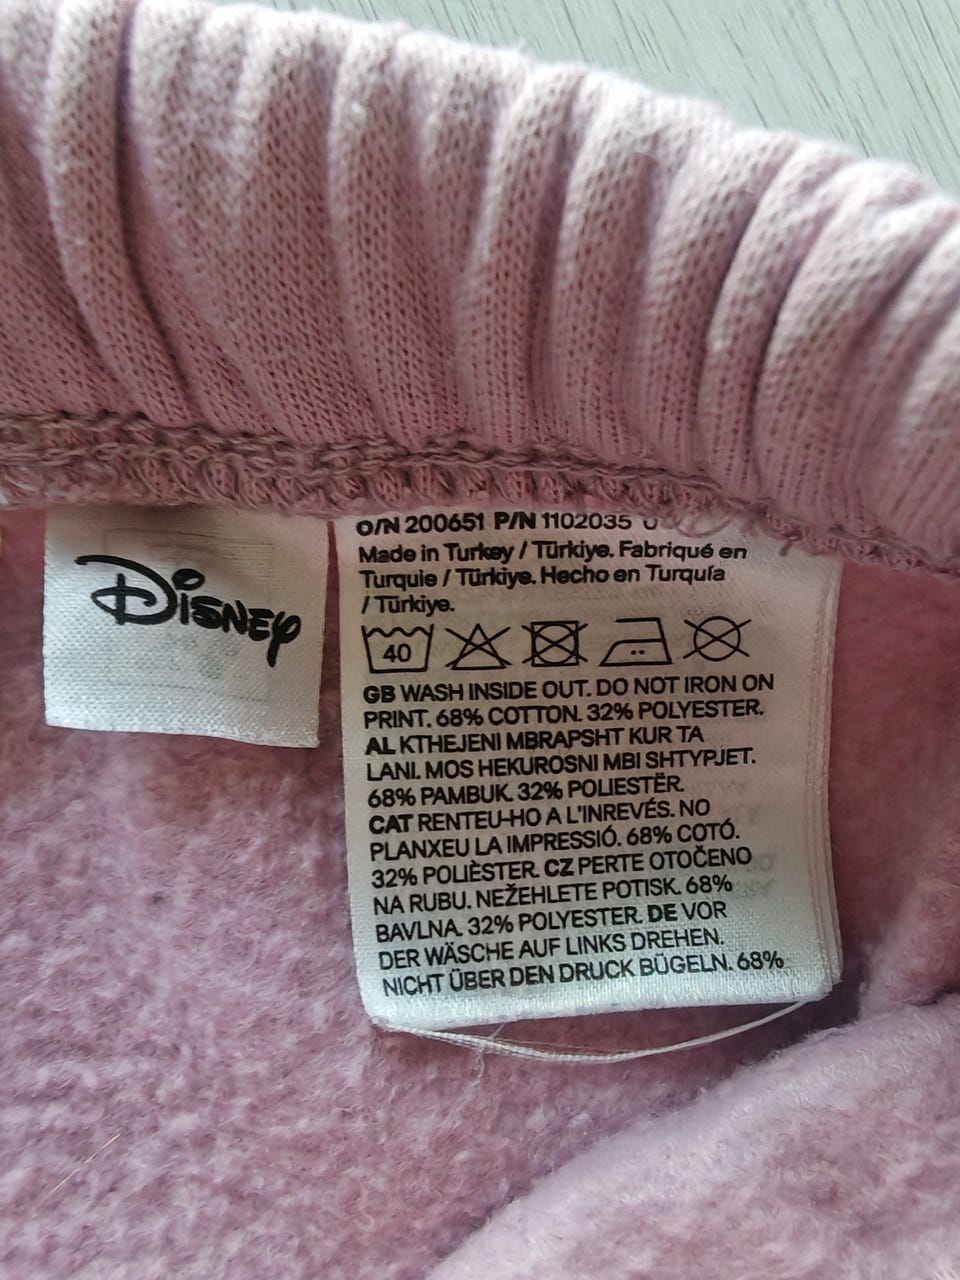 Disney
O/N 200651 P/N 1102035
Made in Turkey / Türkiye. Fabriqué en
Turquie / Türkiye. Hecho en Turquía
/ Türkiye.
40
GB WASH INSIDE OUT. DO NOT IRON ON
PRINT. 68% COTTON. 32% POLYESTER.
AL KTHEJENI MBRAPSHT KUR TA
LANI. MOS HEKUROSNI MBI SHTYPJET.
68% PAMBUK. 32% POLIESTËR.
CAT RENTEU-HO A L'INREVÉS. NO
PLANXEU LA IMPRESSIÓ. 68% COTÓ.
32% POLIÈSTER. CZ PERTE OTOČENO
NA RUBU. NEŽEHLETE POTISK. 68%
BAVLNA. 32% POLYESTER. DE VOR
DER WÄSCHE AUF LINKS DREHEN.
NICHT ÜBER DEN DRUCK BÜGELN. 68%